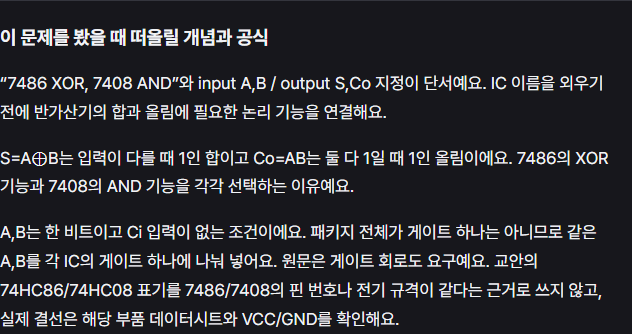 이 문제를 봤을 때 떠올릴 개념과 공식
“7486 XOR, 7408 AND”와 input A,B / output S,Co 지정이 단서예요. IC 이름을 외우기
전에 반가산기의 합과 올림에 필요한 논리 기능을 연결해요.
S=A⊕B는 입력이 다를 때 1인 합이고 Co=AB는 둘 다 1일 때 1인 올림이에요. 7486의 XOR
기능과 7408의 AND 기능을 각각 선택하는 이유예요.
A,B는 한 비트이고 Ci 입력이 없는 조건이에요. 패키지 전체가 게이트 하나는 아니므로 같은
A,B를 각 IC의 게이트 하나에 나눠 넣어요. 원문은 게이트 회로도 요구예요. 교안의
74HC86/74HC08 표기를 7486/7408의 핀 번호나 전기 규격이 같다는 근거로 쓰지 않고,
실제 결선은 해당 부품 데이터시트와 VCC/GND를 확인해요.